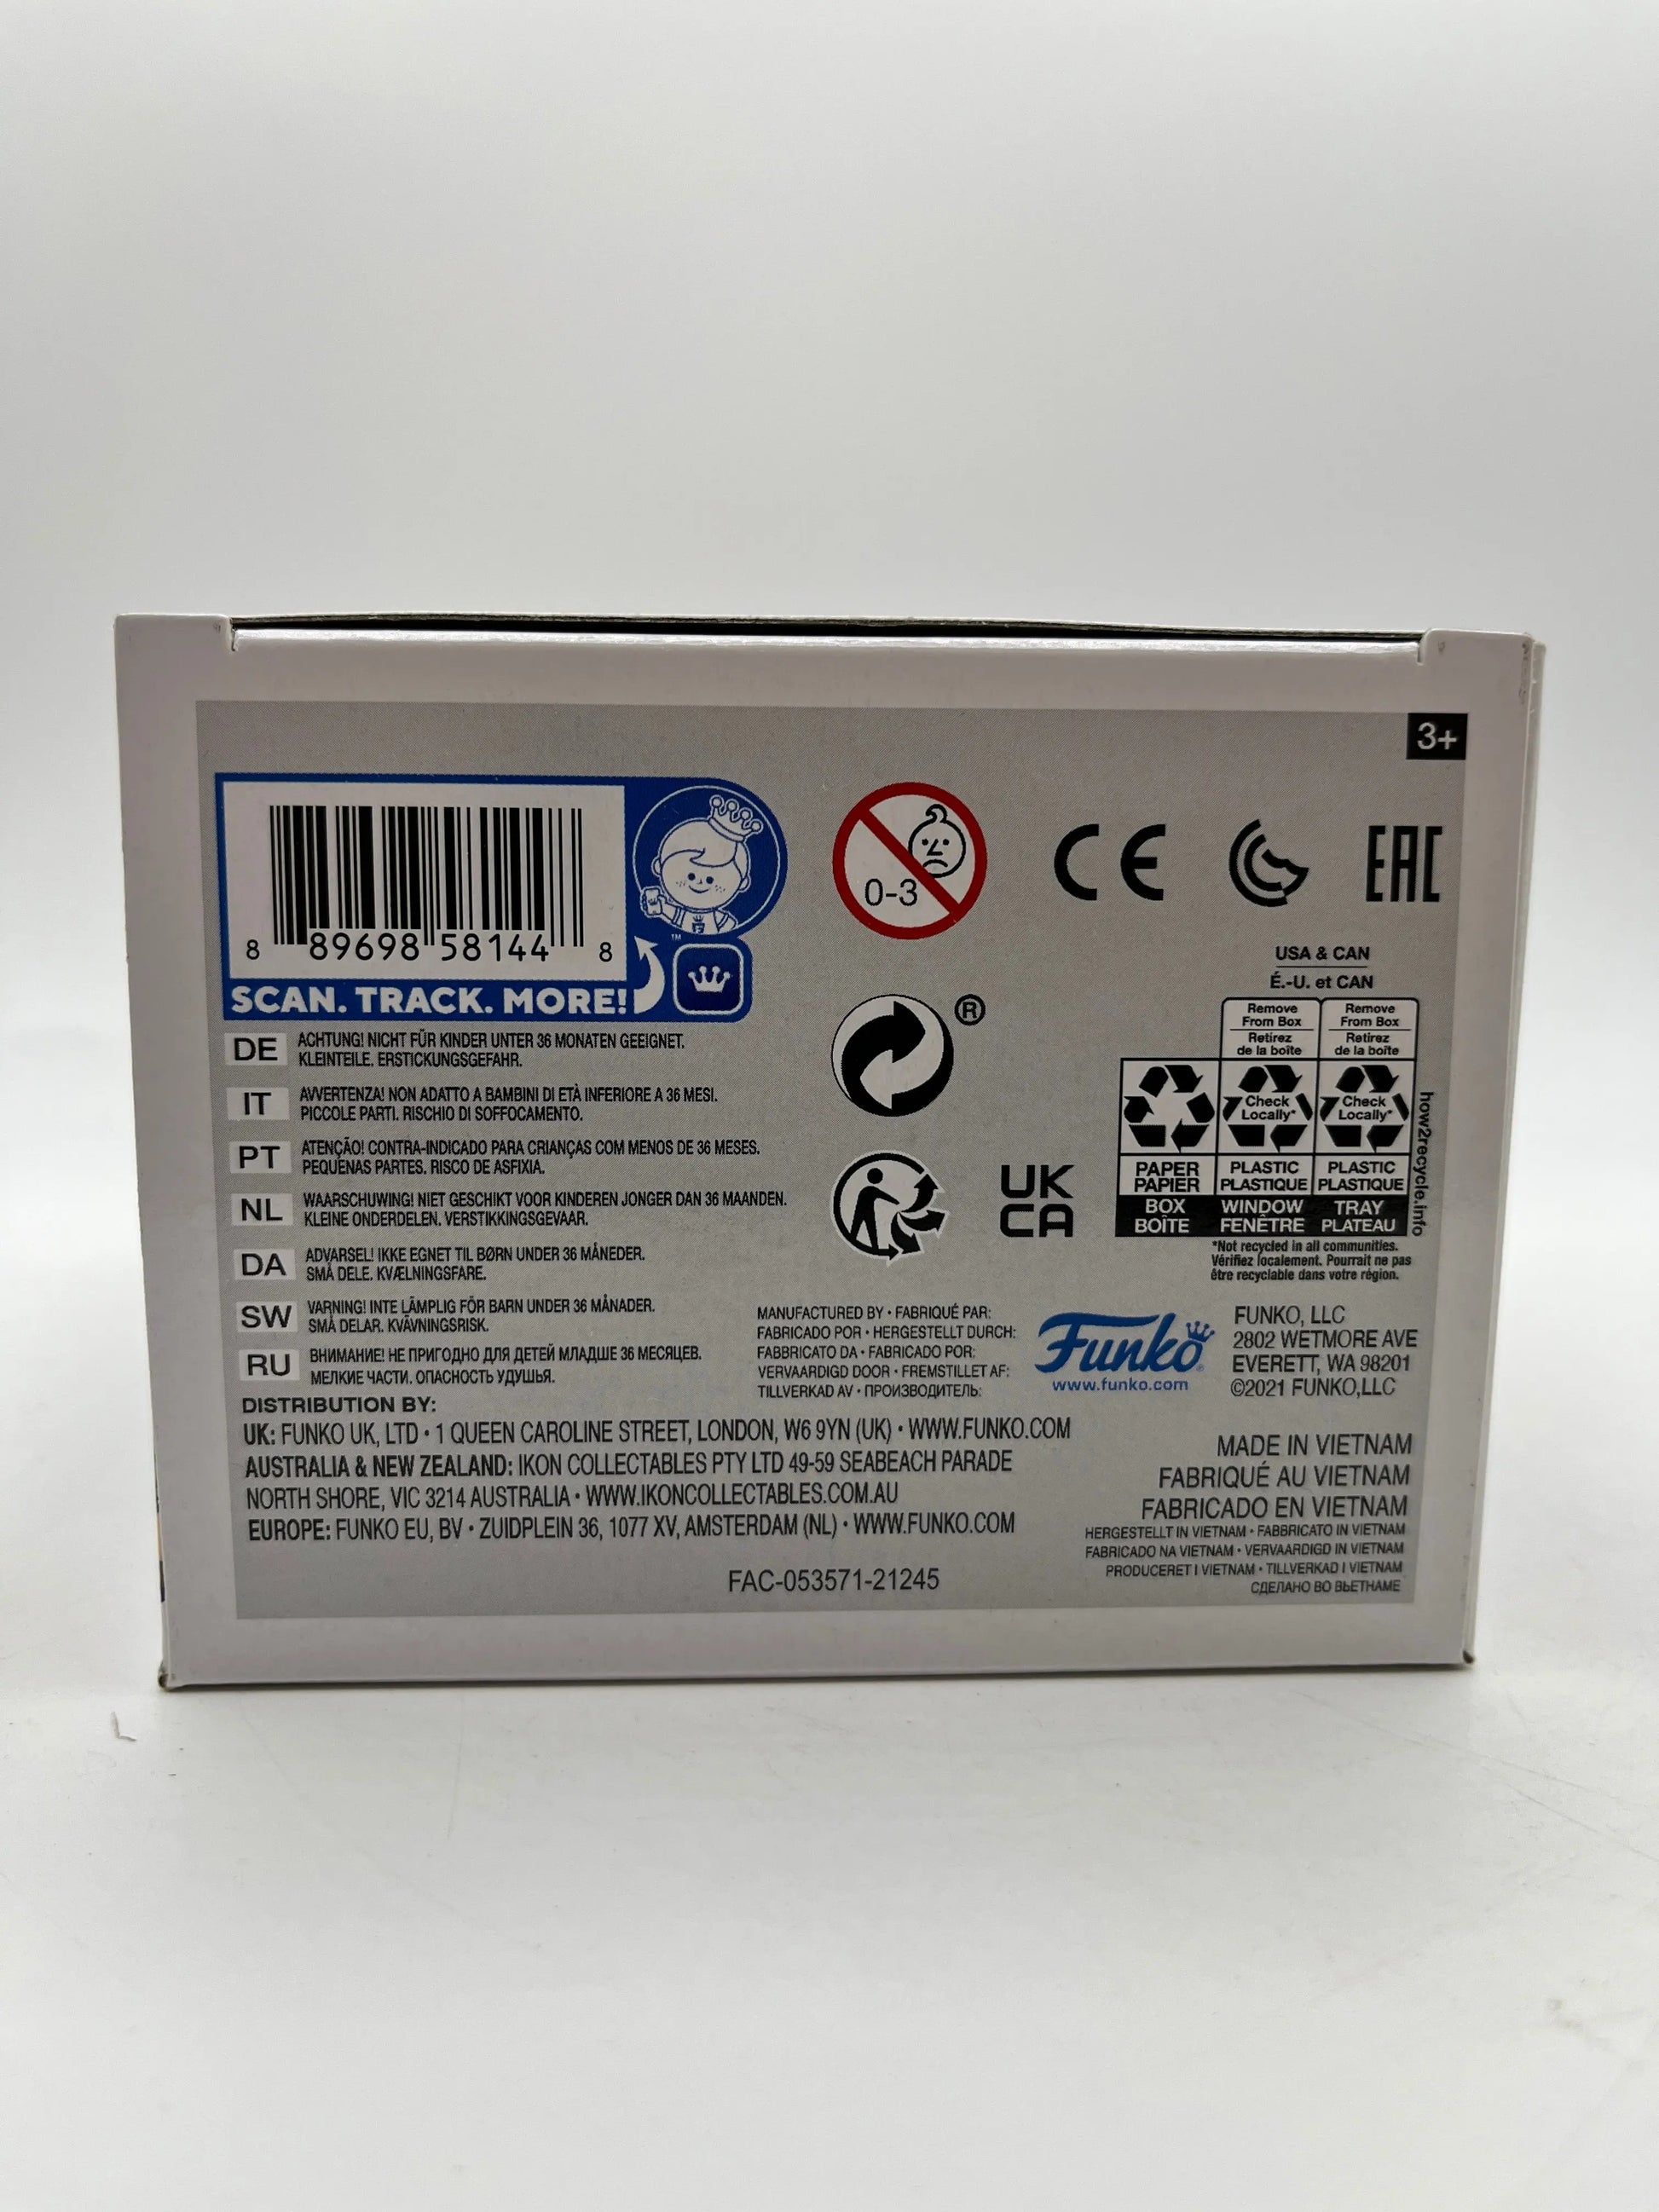 3+
8 89698 58144 8
SCAN. TRACK. MORE!
™
0-3
CE
EAC
®
UK
CA
DE ACHTUNG! NICHT FÜR KINDER UNTER 36 MONATEN GEEIGNET.
KLEINTEILE. ERSTICKUNGSGEFAHR.
IT AVVERTENZA! NON ADATTO A BAMBINI DI ETÀ INFERIORE A 36 MESI.
PICCOLE PARTI. RISCHIO DI SOFFOCAMENTO.
PT ATENÇÃO! CONTRA-INDICADO PARA CRIANÇAS COM MENOS DE 36 MESES.
PEQUENAS PARTES. RISCO DE ASFIXIA.
NL WAARSCHUWING! NIET GESCHIKT VOOR KINDEREN JONGER DAN 36 MAANDEN.
KLEINE ONDERDELEN. VERSTIKKINGSGEVAAR.
DA ADVARSEL! IKKE EGNET TIL BØRN UNDER 36 MÅNEDER.
SMÅ DELE. KVÆLNINGSFARE.
SW VARNING! INTE LÄMPLIG FÖR BARN UNDER 36 MÅNADER.
SMÅ DELAR. KVÄVNINGSRISK.
RU ВНИМАНИЕ! НЕ ПРИГОДНО ДЛЯ ДЕТЕЙ МЛАДШЕ 36 МЕСЯЦЕВ.
МЕЛКИЕ ЧАСТИ. ОПАСНОСТЬ УДУШЬЯ.
USA & CAN
É.-U. et CAN
Remove
From Box
Retirez
de la boîte
Remove
From Box
Retirez
de la boîte
Check
Locally*
Check
Locally*
PAPER
PAPIER
BOX
BOÎTE
PLASTIC
PLASTIQUE
WINDOW
FENÊTRE
PLASTIC
PLASTIQUE
TRAY
PLATEAU
how2recycle.info
*Not recycled in all communities.
Vérifiez localement. Pourrait ne pas
être recyclable dans votre région.
MANUFACTURED BY • FABRIQUÉ PAR:
FABRICADO POR • HERGESTELLT DURCH:
FABBRICATO DA • FABRICADO POR:
VERVAARDIGD DOOR • FREMSTILLET AF:
TILLVERKAD AV • ПРОИЗВОДИТЕЛЬ:
Funko
www.funko.com
FUNKO, LLC
2802 WETMORE AVE
EVERETT, WA 98201
©2021 FUNKO,LLC
DISTRIBUTION BY:
UK: FUNKO UK, LTD • 1 QUEEN CAROLINE STREET, LONDON, W6 9YN (UK) • WWW.FUNKO.COM
AUSTRALIA & NEW ZEALAND: IKON COLLECTABLES PTY LTD 49-59 SEABEACH PARADE
NORTH SHORE, VIC 3214 AUSTRALIA • WWW.IKONCOLLECTABLES.COM.AU
EUROPE: FUNKO EU, BV • ZUIDPLEIN 36, 1077 XV, AMSTERDAM (NL) • WWW.FUNKO.COM
MADE IN VIETNAM
FABRIQUÉ AU VIETNAM
FABRICADO EN VIETNAM
HERGESTELLT IN VIETNAM • FABBRICATO IN VIETNAM
FABRICADO NA VIETNAM • VERVAARDIGD IN VIETNAM
PRODUCERET I VIETNAM • TILLVERKAD I VIETNAM
СДЕЛАНО ВО ВЬЕТНАМЕ
FAC-053571-21245